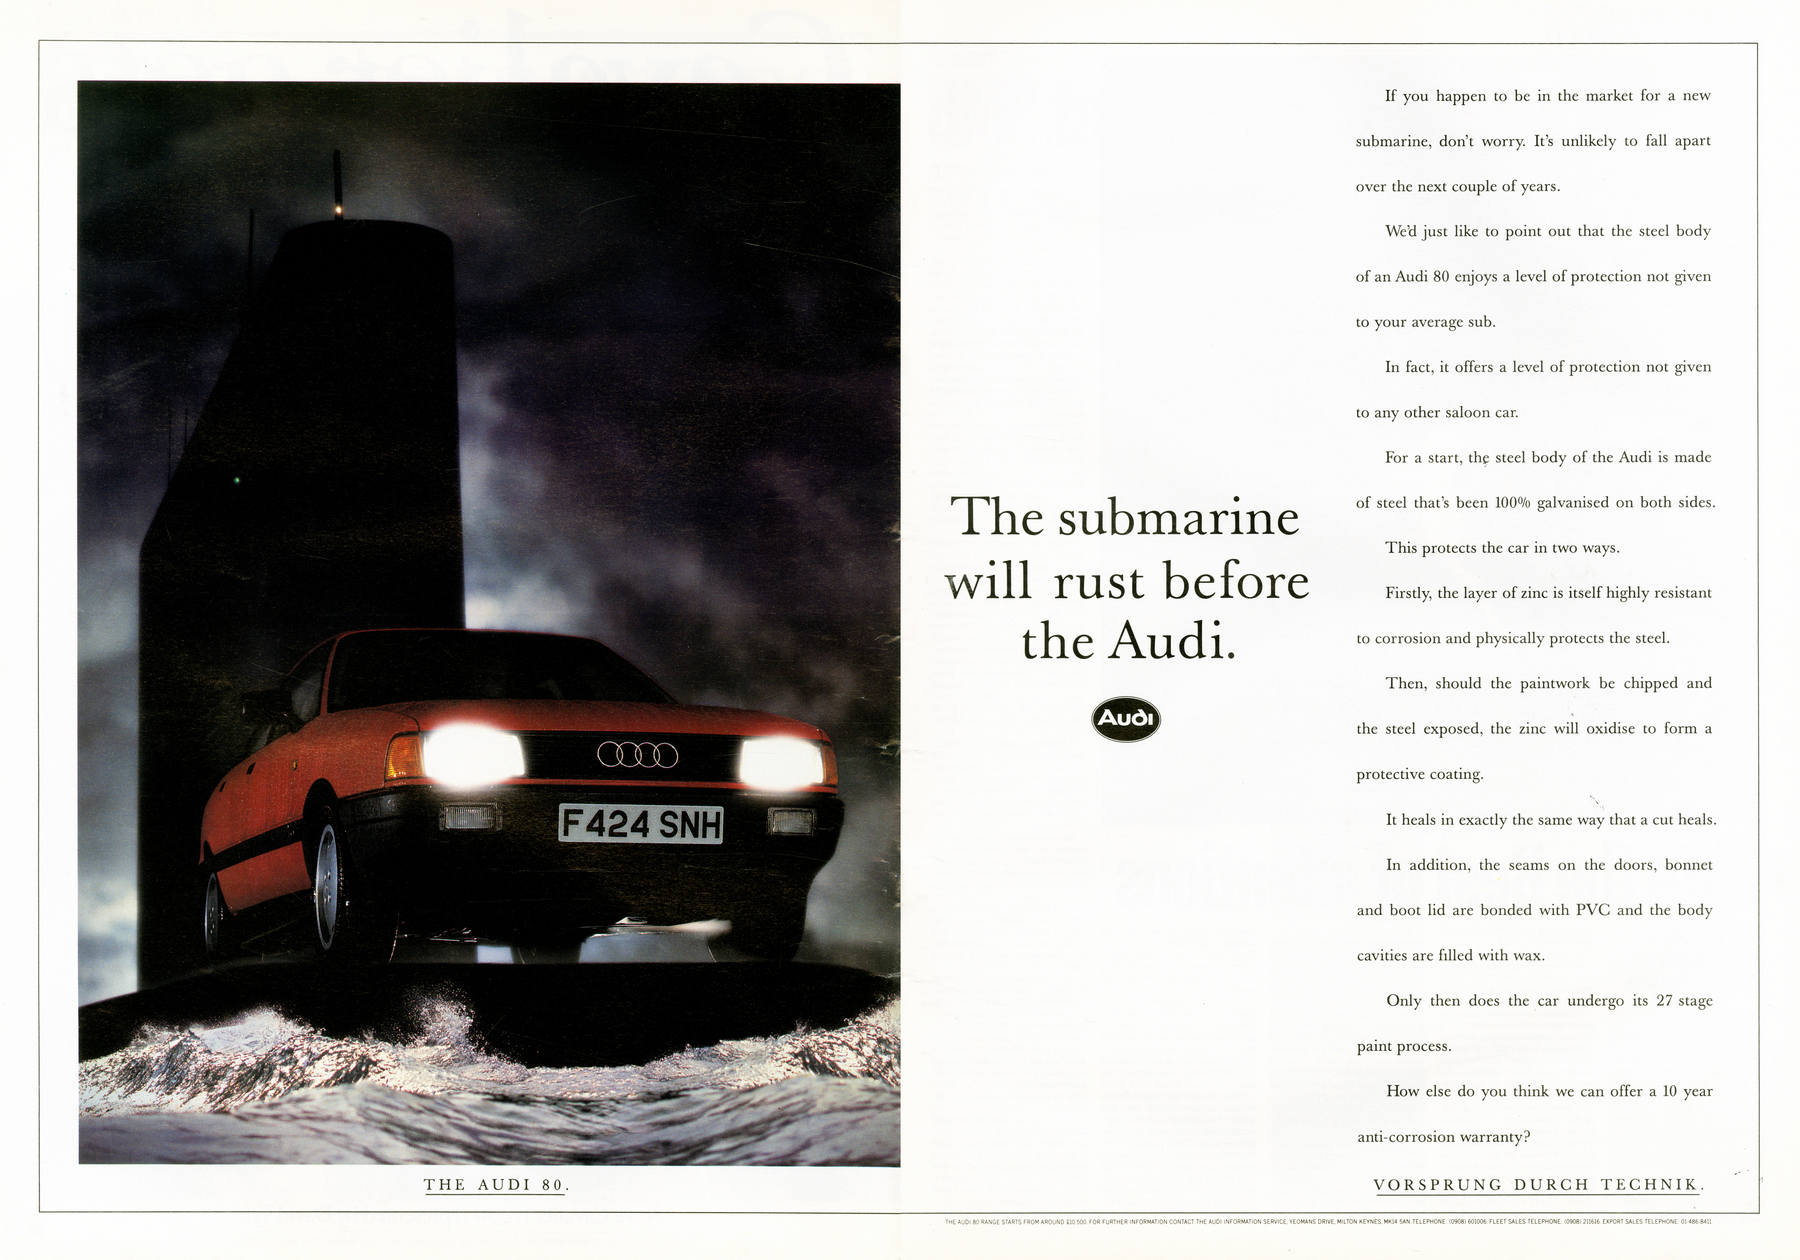 F424 SNH
THE AUDI 80.
The submarine
will rust before
the Audi.
Audi
If you happen to be in the market for a new
submarine, don't worry. It's unlikely to fall apart
over the next couple of years.
We'd just like to point out that the steel body
of an Audi 80 enjoys a level of protection not given
to your average sub.
In fact, it offers a level of protection not given
to any other saloon car.
For a start, the steel body of the Audi is made
of steel that's been 100% galvanised on both sides.
This protects the car in two ways.
Firstly, the layer of zinc is itself highly resistant
to corrosion and physically protects the steel.
Then, should the paintwork be chipped and
the steel exposed, the zinc will oxidise to form a
protective coating.
It heals in exactly the same way that a cut heals.
In addition, the seams on the doors, bonnet
and boot lid are bonded with PVC and the body
cavities are filled with wax.
Only then does the car undergo its 27 stage
paint process.
How else do you think we can offer a 10 year
anti-corrosion warranty?
VORSPRUNG DURCH TECHNIK.
THE AUDI 80 RANGE STARTS FROM AROUND £10,500. FOR FURTHER INFORMATION CONTACT THE AUDI INFORMATION SERVICE, YEOMANS DRIVE, MILTON KEYNES, MK14 5AN. TELEPHONE: (0908) 601006. FLEET SALES TELEPHONE: (0908) 211616. EXPORT SALES TELEPHONE: 01-486 8411.